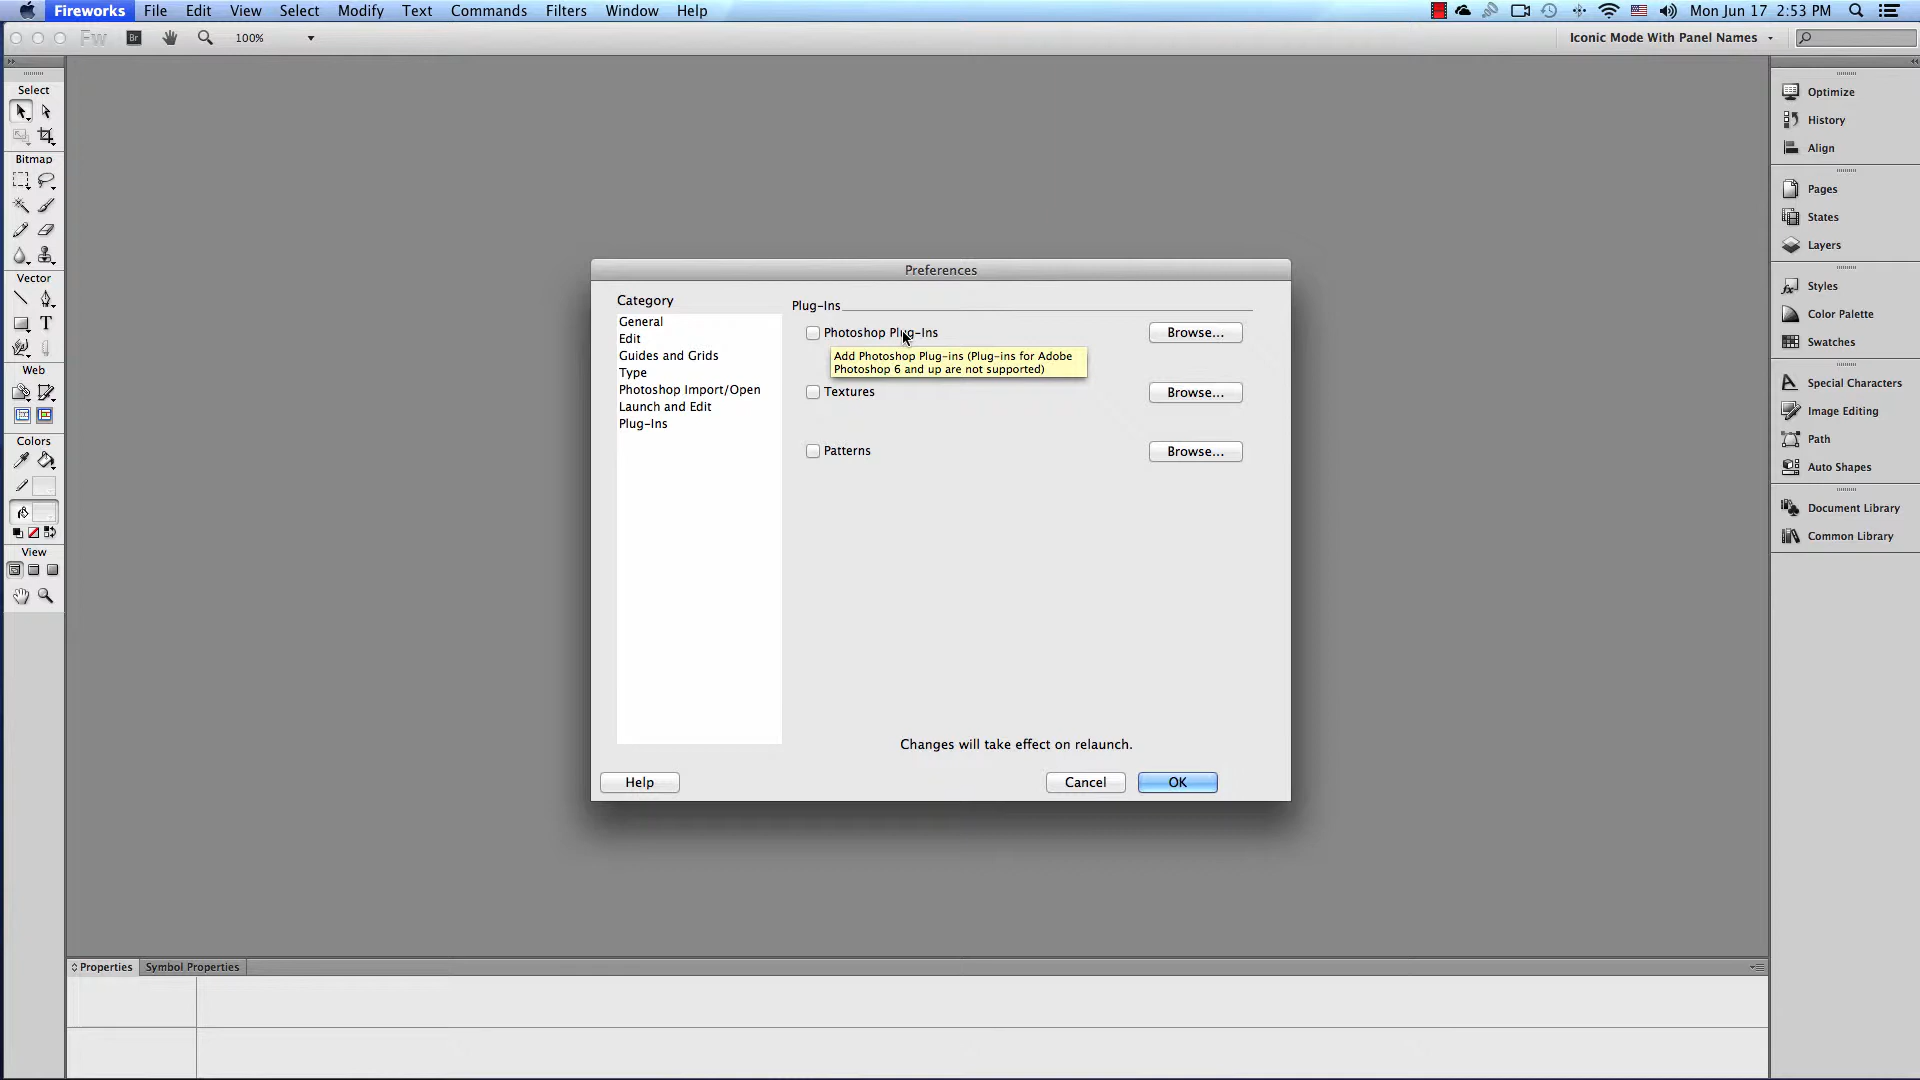 Fireworks File Edit View Select Modify Text Commands Filters Window Help Mon Jun 17 2:53 PM
Fw Br 100% Iconic Mode With Panel Names
Select
Bitmap
Vector
Web
Colors
View
Preferences
Category
General
Edit
Guides and Grids
Type
Photoshop Import/Open
Launch and Edit
Plug-Ins
Plug-Ins
Photoshop Plug-Ins Browse...
Add Photoshop Plug-ins (Plug-ins for Adobe
Photoshop 6 and up are not supported)
Textures Browse...
Patterns Browse...
Changes will take effect on relaunch.
Help Cancel OK
Optimize
History
Align
Pages
States
Layers
Styles
Color Palette
Swatches
Special Characters
Image Editing
Path
Auto Shapes
Document Library
Common Library
Properties Symbol Properties